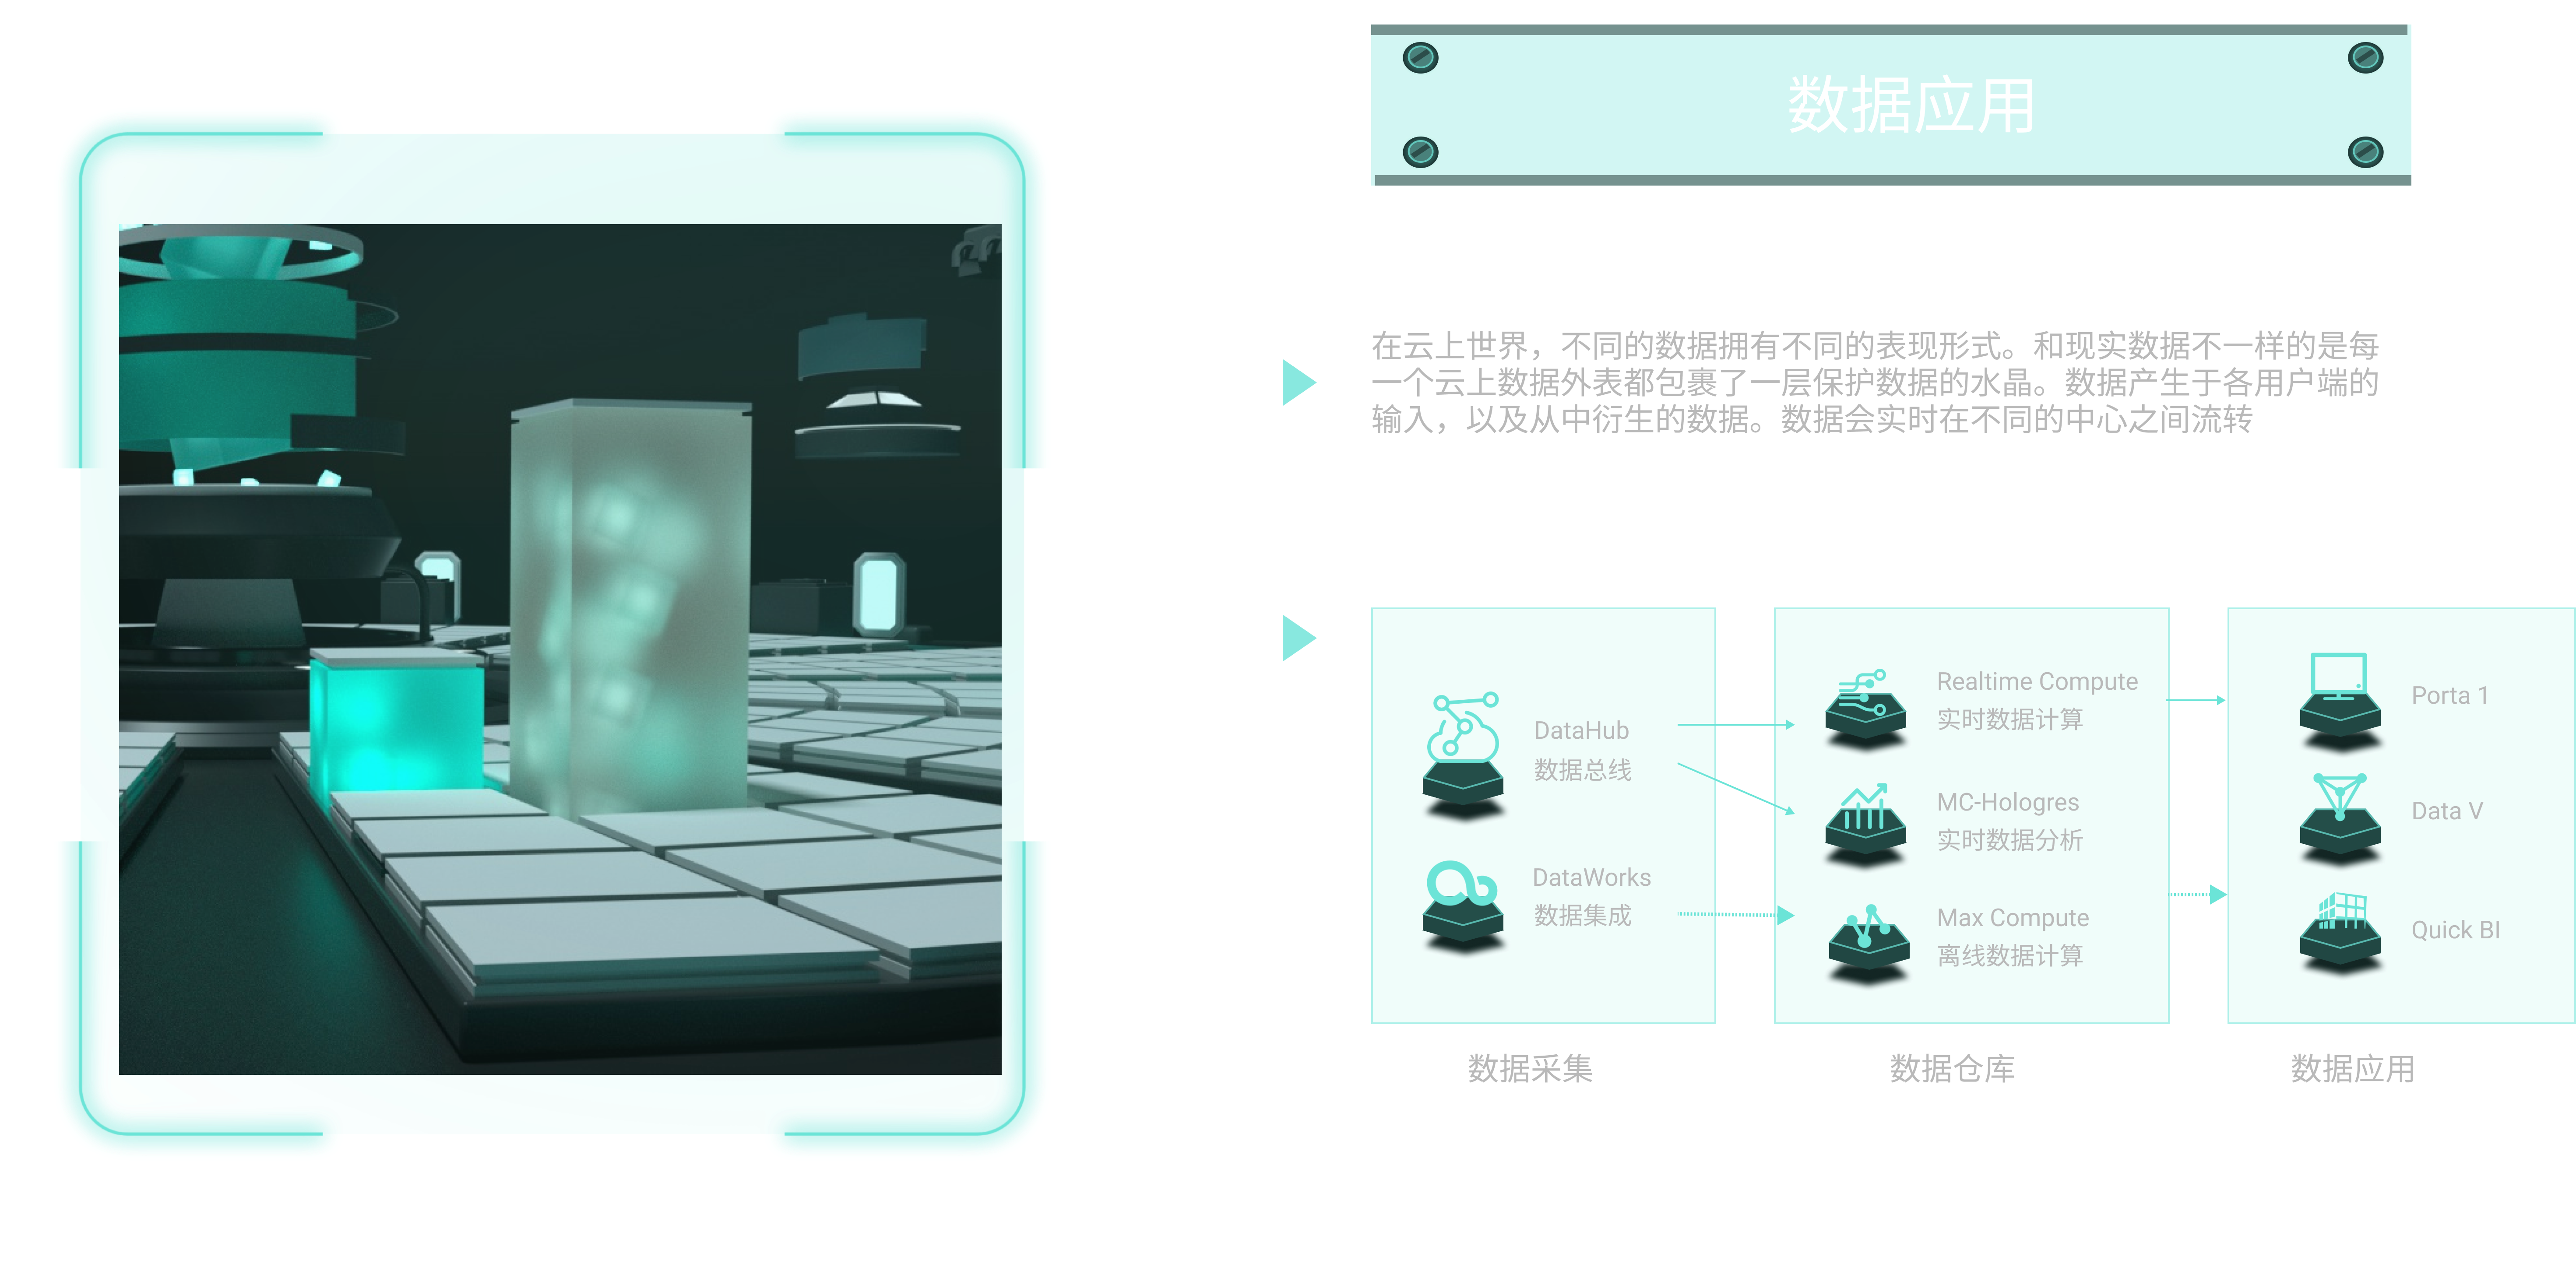 数据应用
在云上世界，不同的数据拥有不同的表现形式。和现实数据不一样的是每
一个云上数据外表都包裹了一层保护数据的水晶。数据产生于各用户端的
输入，以及从中衍生的数据。数据会实时在不同的中心之间流转
DataHub
数据总线
DataWorks
数据集成
数据采集
Realtime Compute
实时数据计算
MC-Hologres
实时数据分析
Max Compute
离线数据计算
数据仓库
Porta 1
Data V
Quick BI
数据应用